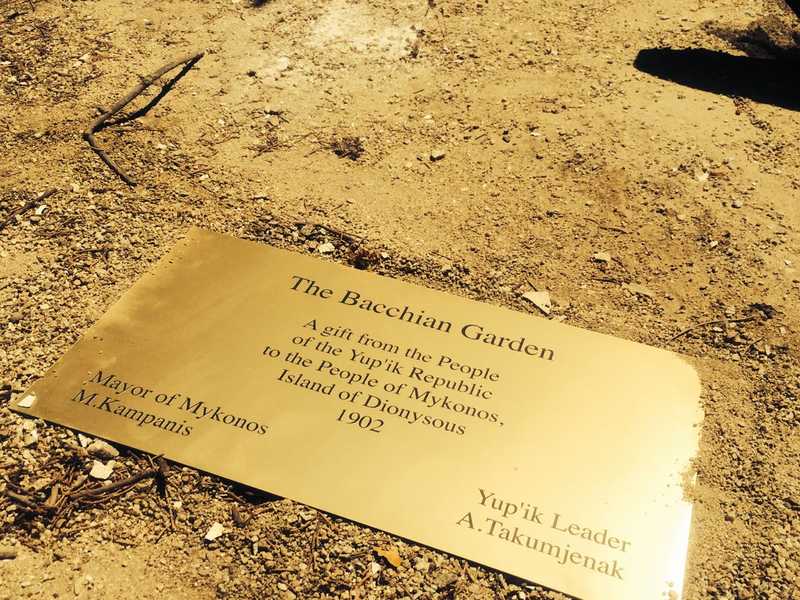 The Bacchian Garden
A gift from the People
of the Yup'ik Republic
to the People of Mykonos,
Island of Dionysous
1902
Mayor of Mykonos
M.Kampanis
Yup'ik Leader
A.Takumjenak